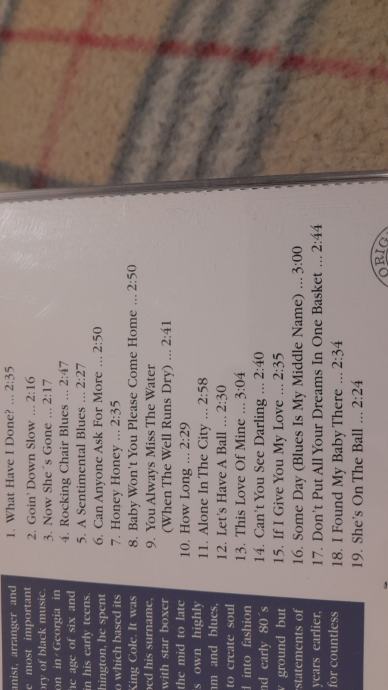 1. What Have I Done? ... 2:35
2. Goin' Down Slow ... 2:16
3. Now She's Gone ... 2:17
4. Rocking Chair Blues ... 2:47
5. A Sentimental Blues ... 2:27
6. Can Anyone Ask For More ... 2:50
7. Honey Honey ... 2:35
8. Baby Won't You Please Come Home ... 2:50
9. You Always Miss The Water
(When The Well Runs Dry) ... 2:41
10. How Long ... 2:29
11. Alone In The City ... 2:58
12. Let's Have A Ball ... 2:30
13. This Love Of Mine ... 3:04
14. Can't You See Darling ... 2:40
15. If I Give You My Love ... 2:35
16. Some Day (Blues Is My Middle Name) ... 3:00
17. Don't Put All Your Dreams In One Basket ... 2:44
18. I Found My Baby There ... 2:34
19. She's On The Ball ... 2:24
arranger and
most important
of black music.
in Georgia in
age of six and
in his early teens.
he spent
which based its
King Cole. It was
his surname,
with star boxer
the mid to late
own highly
and blues,
to create soul
into fashion
early 80's
ground but
statements of
years earlier,
for countless
ORIG